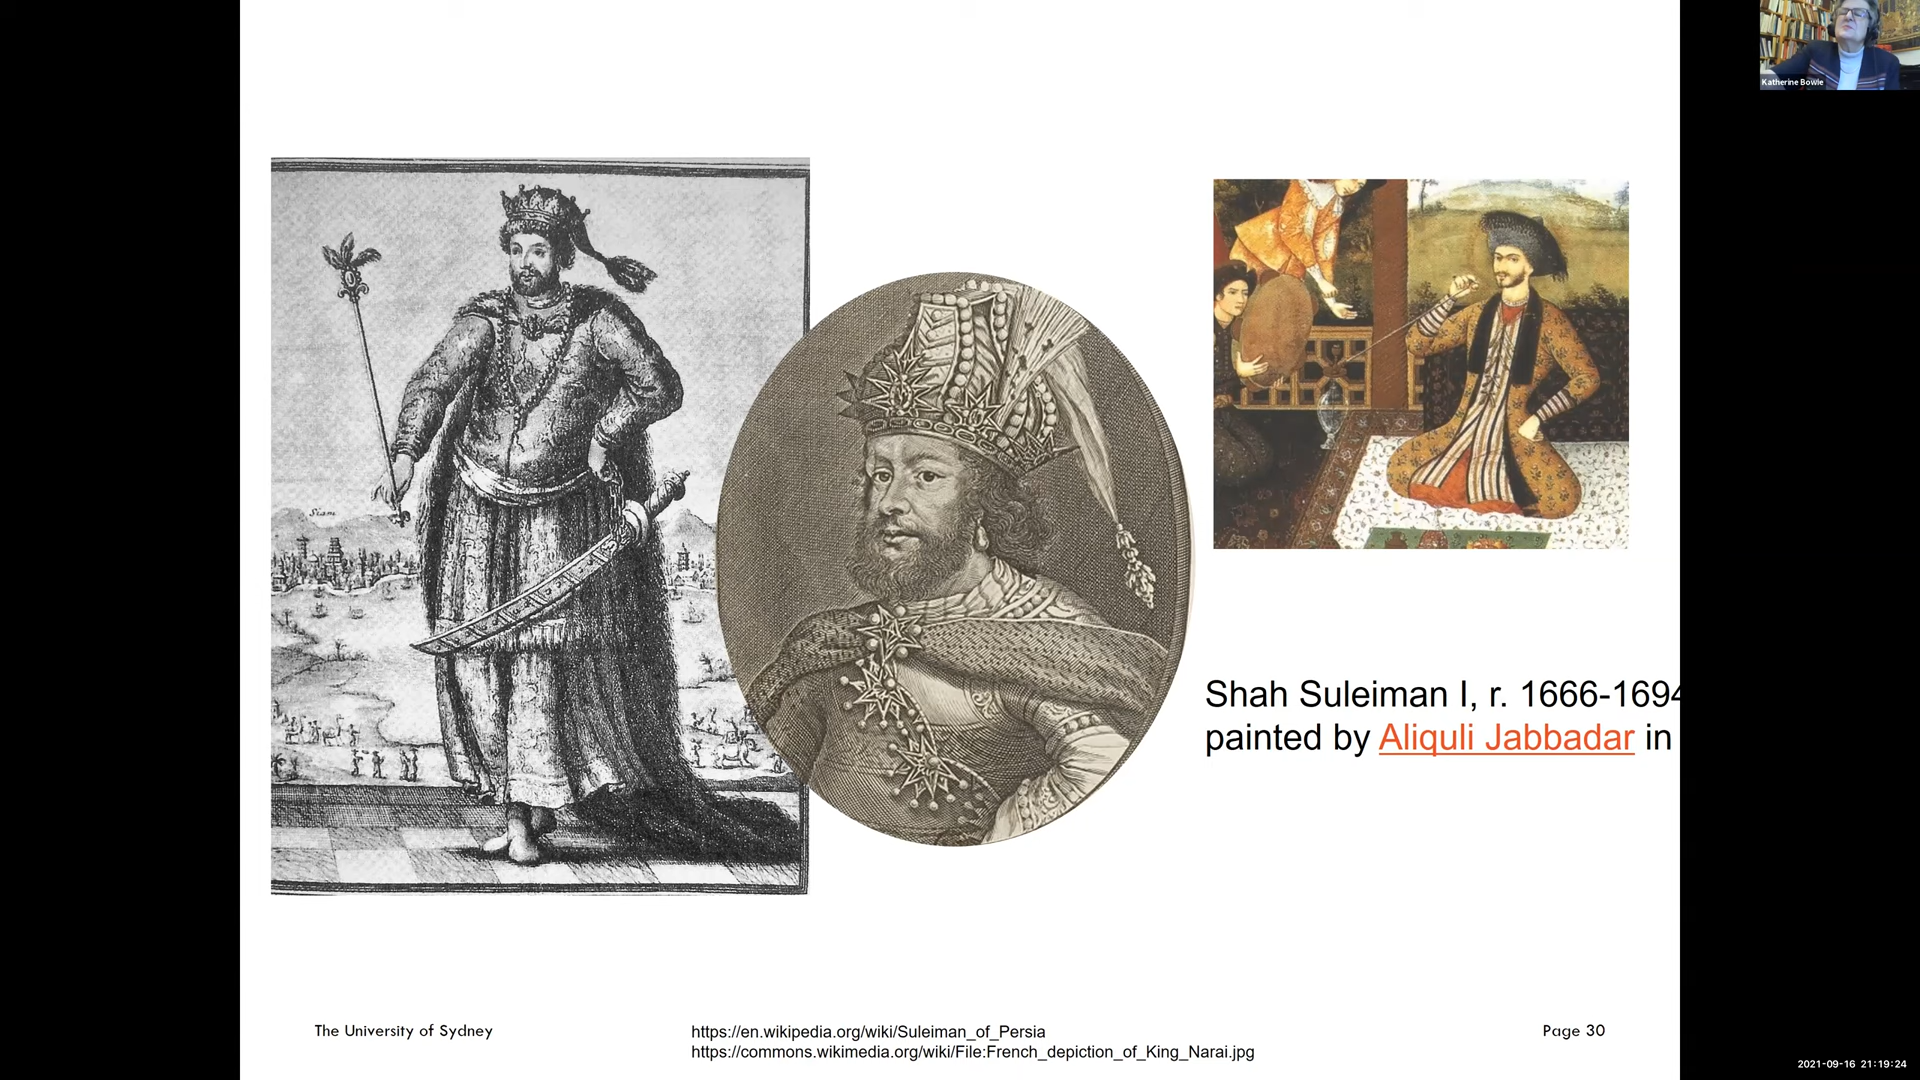 Katherine Bowie
Siam
Shah Suleiman I, r. 1666-1694
painted by Aliquli Jabbadar in
The University of Sydney
https://en.wikipedia.org/wiki/Suleiman_of_Persia
https://commons.wikimedia.org/wiki/File:French_depiction_of_King_Narai.jpg
Page 30
2021-09-16 21:19:24